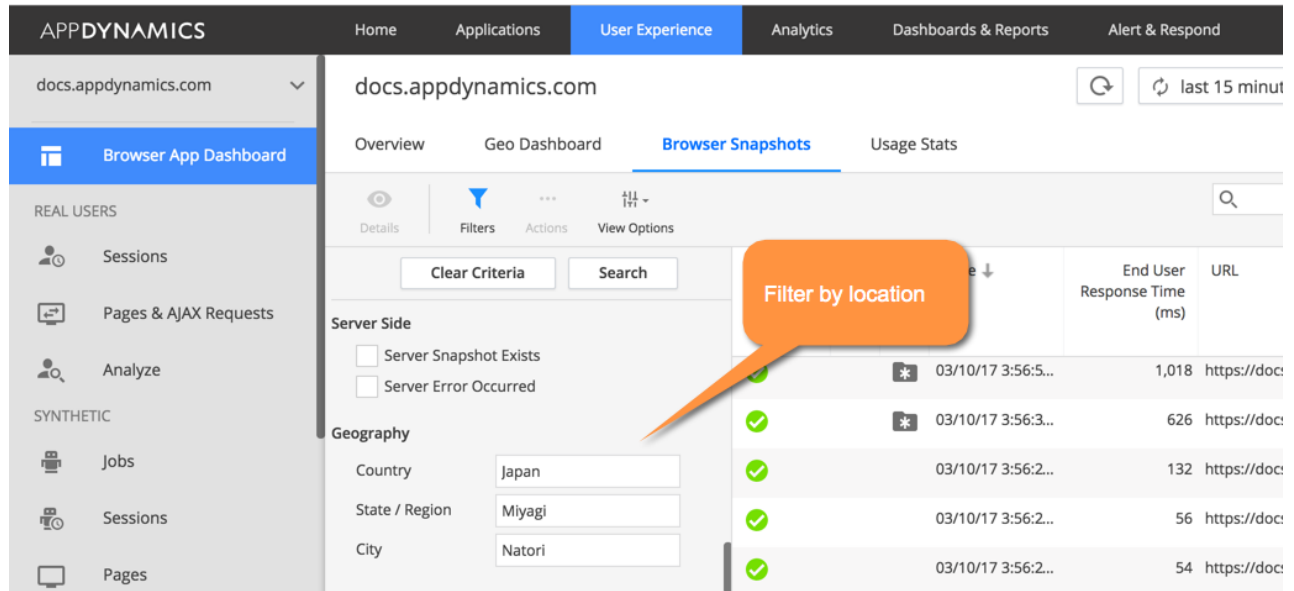 APPDYNAMICS
Home Applications User Experience Analytics Dashboards & Reports Alert & Respond
docs.appdynamics.com
docs.appdynamics.com
last 15
Browser App Dashboard
Overview Geo Dashboard Browser Snapshots Usage Stats
REAL USERS
Sessions
Pages & AJAX Requests
Analyze
SYNTHETIC
Jobs
Sessions
Pages
Details Filters Actions View Options
Clear Criteria Search
Server Side
Server Snapshot Exists
Server Error Occurred
Geography
Country Japan
State / Region Miyagi
City Natori
Filter by location
End User
Response Time
(ms)
URL
03/10/17 3:56:5... 1,018 https://docs
03/10/17 3:56:3... 626 https://docs
03/10/17 3:56:2... 132 https://docs
03/10/17 3:56:2... 56 https://docs
03/10/17 3:56:2... 54 https://docs